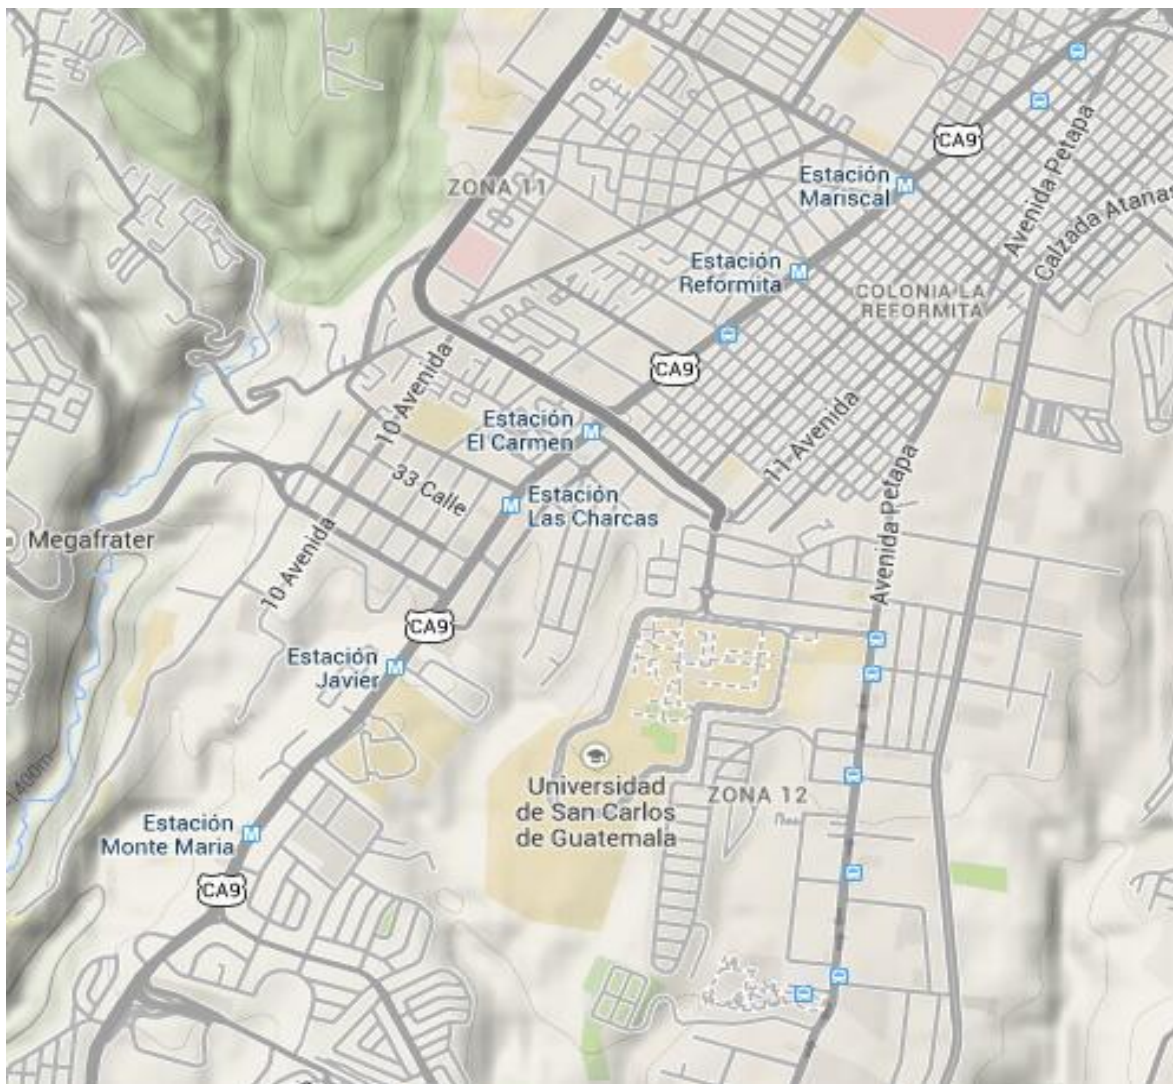 CA9
Avenida Petapa
Estación
Mariscal
ZONA 11
Calzada Atanas
Estación
Reformita
COLONIA LA
REFORMITA
CA9
10 Avenida
Estación
El Carmen
11 Avenida
33 Calle
Estación
Las Charcas
Avenida Petapa
Megafrater
10 Avenida
CA9
Estación
Javier
1400m
Universidad
de San Carlos
de Guatemala
ZONA 12
Estación
Monte Maria
CA9